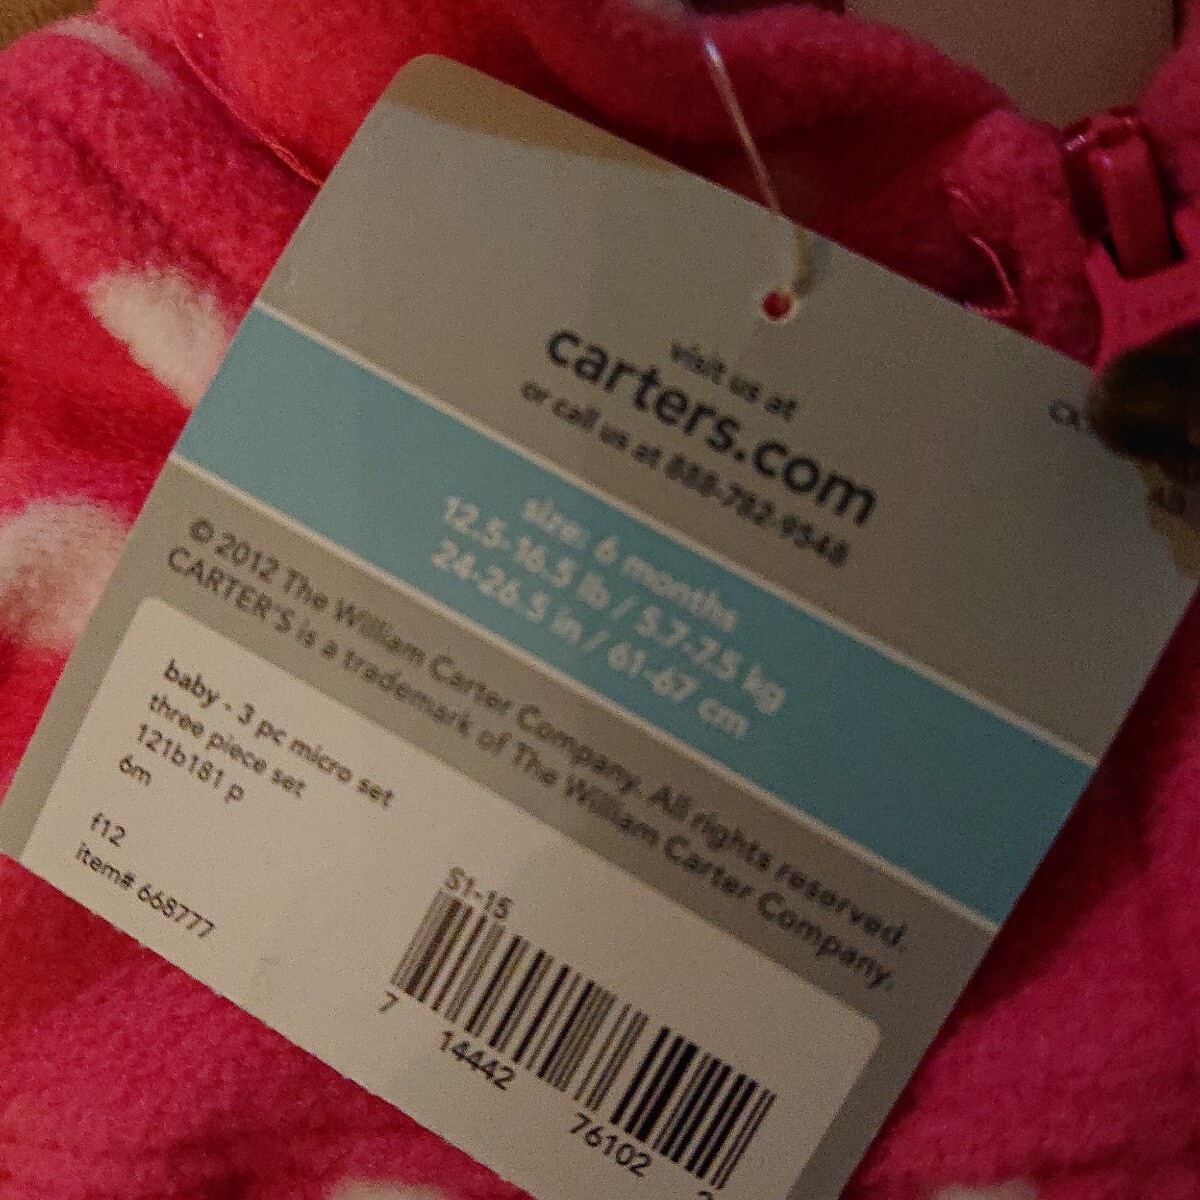 visit us at
carters.com
or call us at 888-782-9548
size: 6 months
12.5-16.5 lb / 5.7-7.5 kg
24-26.5 in / 61-67 cm
© 2012 The William Carter Company. All rights reserved.
CARTER'S is a trademark of The William Carter Company.
baby - 3 pc micro set
three piece set
121b181 p
6m
f12
item# 668777
S1-15
7 14442 76102